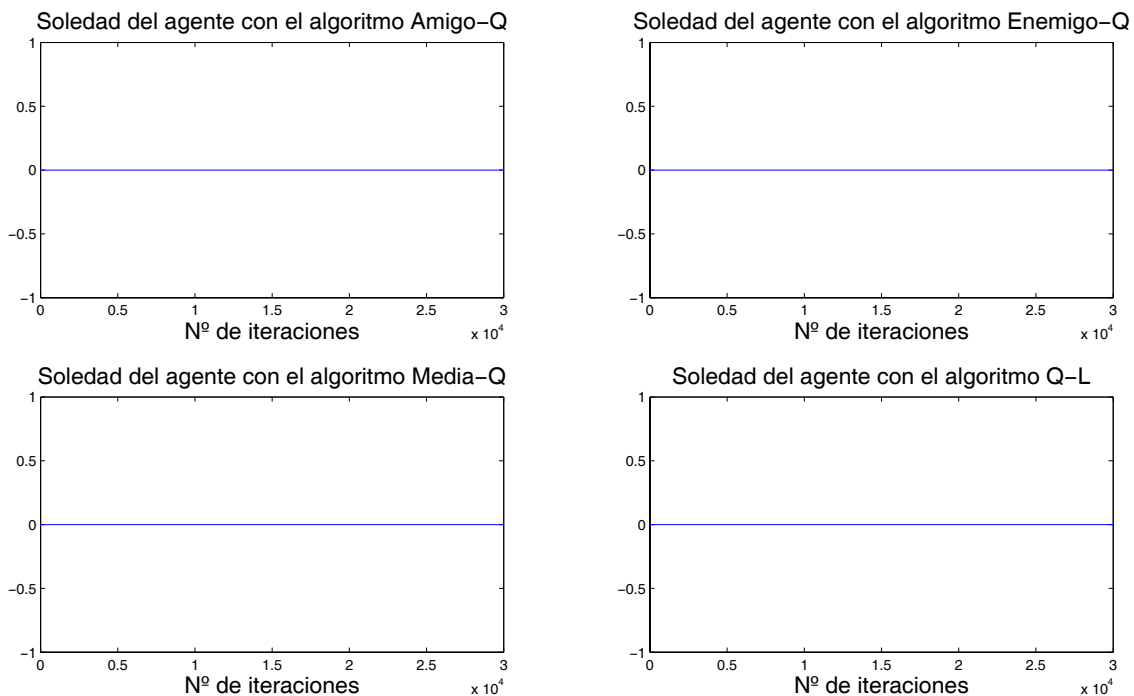 Soledad del agente con el algoritmo Amigo−Q
1
0.5
0
−0.5
−1
0 0.5 1 1.5 2 2.5 3
x 10⁴
Nº de iteraciones
Soledad del agente con el algoritmo Enemigo−Q
1
0.5
0
−0.5
−1
0 0.5 1 1.5 2 2.5 3
x 10⁴
Nº de iteraciones
Soledad del agente con el algoritmo Media−Q
1
0.5
0
−0.5
−1
0 0.5 1 1.5 2 2.5 3
x 10⁴
Nº de iteraciones
Soledad del agente con el algoritmo Q−L
1
0.5
0
−0.5
−1
0 0.5 1 1.5 2 2.5 3
x 10⁴
Nº de iteraciones